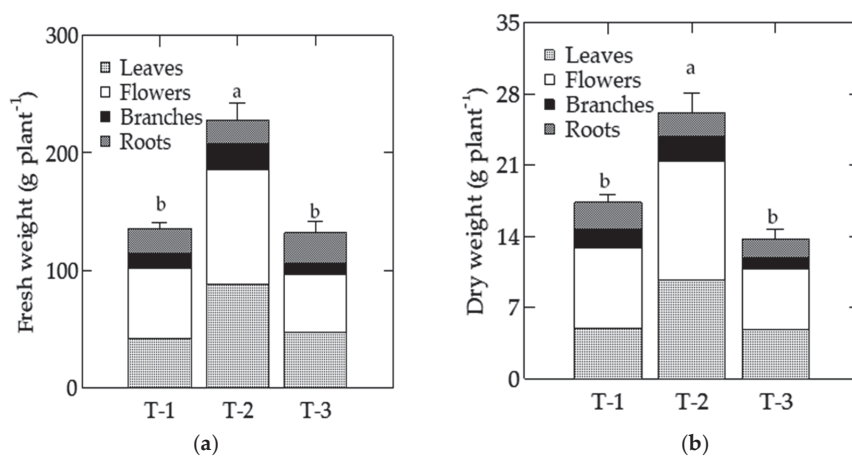 300
200
100
0
Fresh weight (g plant⁻¹)
Leaves
Flowers
Branches
Roots
b
a
b
T-1 T-2 T-3
(a)
35
28
21
14
7
0
Dry weight (g plant⁻¹)
Leaves
Flowers
Branches
Roots
b
a
b
T-1 T-2 T-3
(b)